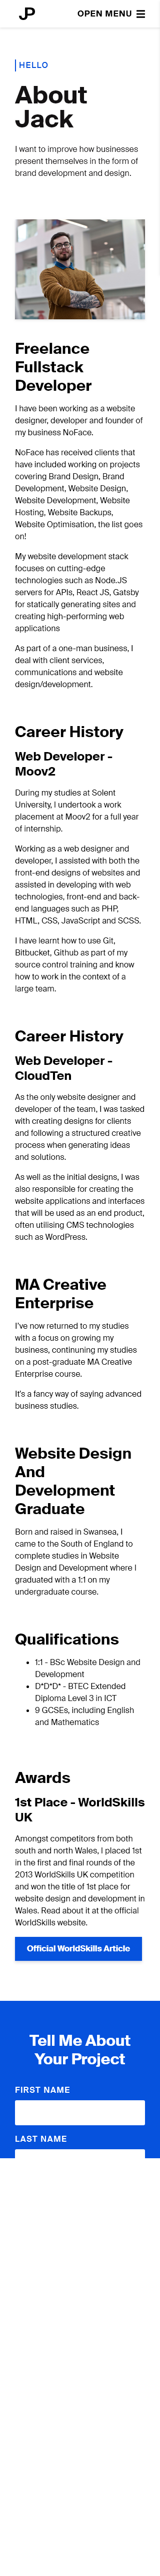 JP
OPEN MENU
HELLO
About
Jack
I want to improve how businesses
present themselves in the form of
brand development and design.
Freelance
Fullstack
Developer
I have been working as a website
designer, developer and founder of
my business NoFace.
NoFace has received clients that
have included working on projects
covering Brand Design, Brand
Development, Website Design,
Website Development, Website
Hosting, Website Backups,
Website Optimisation, the list goes
on!
My website development stack
focuses on cutting-edge
technologies such as Node.JS
servers for APIs, React JS, Gatsby
for statically generating sites and
creating high-performing web
applications
As part of a one-man business, I
deal with client services,
communications and website
design/development.
Career History
Web Developer -
Moov2
During my studies at Solent
University, I undertook a work
placement at Moov2 for a full year
of internship.
Working as a web designer and
developer, I assisted with both the
front-end designs of websites and
assisted in developing with web
technologies, front-end and back-
end languages such as PHP,
HTML, CSS, JavaScript and SCSS.
I have learnt how to use Git,
Bitbucket, Github as part of my
source control training and know
how to work in the context of a
large team.
Career History
Web Developer -
CloudTen
As the only website designer and
developer of the team, I was tasked
with creating designs for clients
and following a structured creative
process when generating ideas
and solutions.
As well as the initial designs, I was
also responsible for creating the
website applications and interfaces
that will be used as an end product,
often utilising CMS technologies
such as WordPress.
MA Creative
Enterprise
I've now returned to my studies
with a focus on growing my
business, continuing my studies
on a post-graduate MA Creative
Enterprise course.
It's a fancy way of saying advanced
business studies.
Website Design
And
Development
Graduate
Born and raised in Swansea, I
came to the South of England to
complete studies in Website
Design and Development where I
graduated with a 1:1 on my
undergraduate course.
Qualifications
1:1 - BSc Website Design and
Development
D*D*D* - BTEC Extended
Diploma Level 3 in ICT
9 GCSEs, including English
and Mathematics
Awards
1st Place - WorldSkills
UK
Amongst competitors from both
south and north Wales, I placed 1st
in the first and final rounds of the
2013 WorldSkills UK competition
and won the title of 1st place for
website design and development in
Wales. Read about it at the official
WorldSkills website.
Official WorldSkills Article
Tell Me About
Your Project
FIRST NAME
LAST NAME